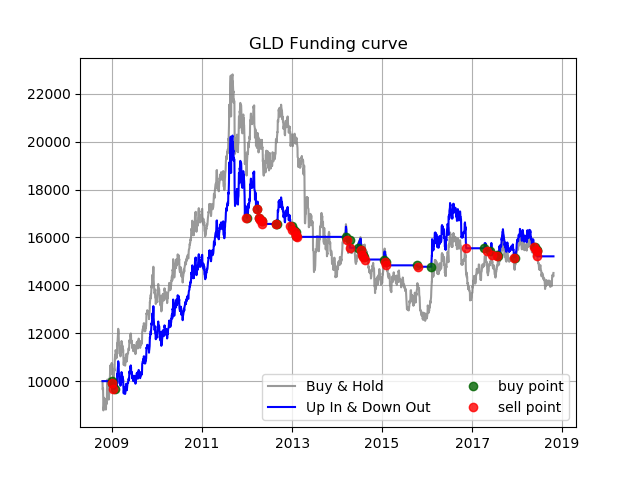 GLD Funding curve
22000
20000
18000
16000
14000
12000
10000
Buy & Hold
Up In & Down Out
buy point
sell point
2009 2011 2013 2015 2017 2019